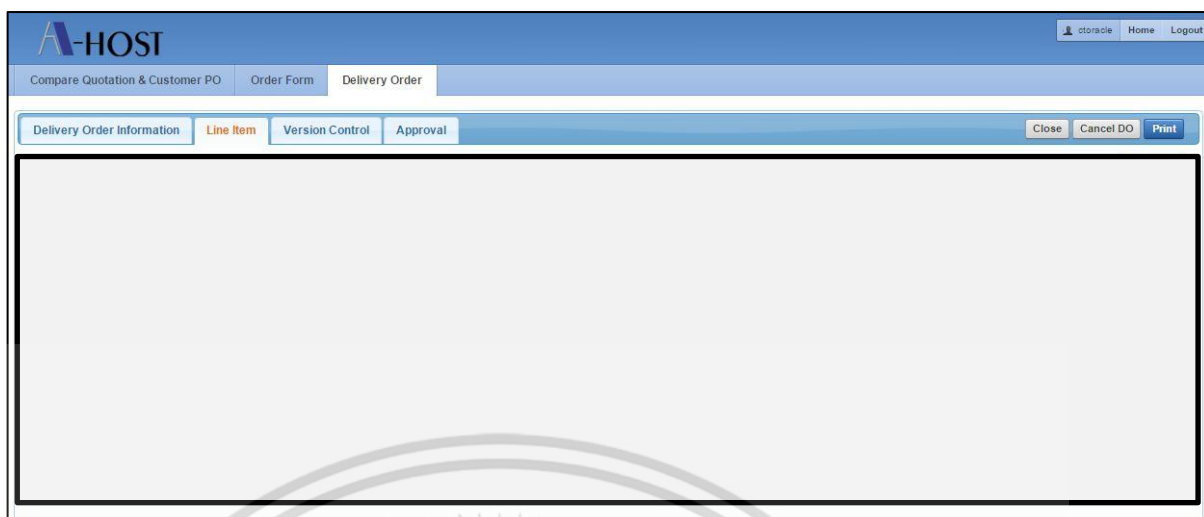 A-HOST
ctoracle Home Logout
Compare Quotation & Customer PO Order Form Delivery Order
Delivery Order Information Line Item Version Control Approval Close Cancel DO Print